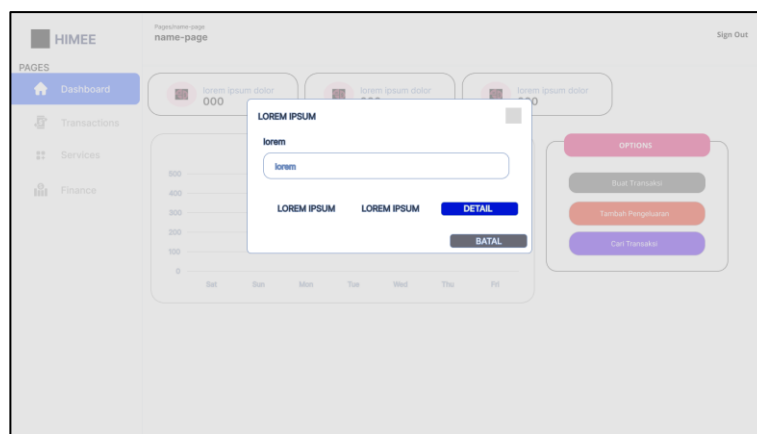 HIMEE
Pages/name-page
name-page
Sign Out
PAGES
Dashboard
Transactions
Services
Finance
lorem ipsum dolor
000
lorem ipsum dolor
000
lorem ipsum dolor
LOREM IPSUM
lorem
lorem
LOREM IPSUM LOREM IPSUM DETAIL
BATAL
500
400
300
200
100
0
Sat Sun Mon Tue Wed Thu Fri
OPTIONS
Buat Transaksi
Tambah Pengeluaran
Cari Transaksi